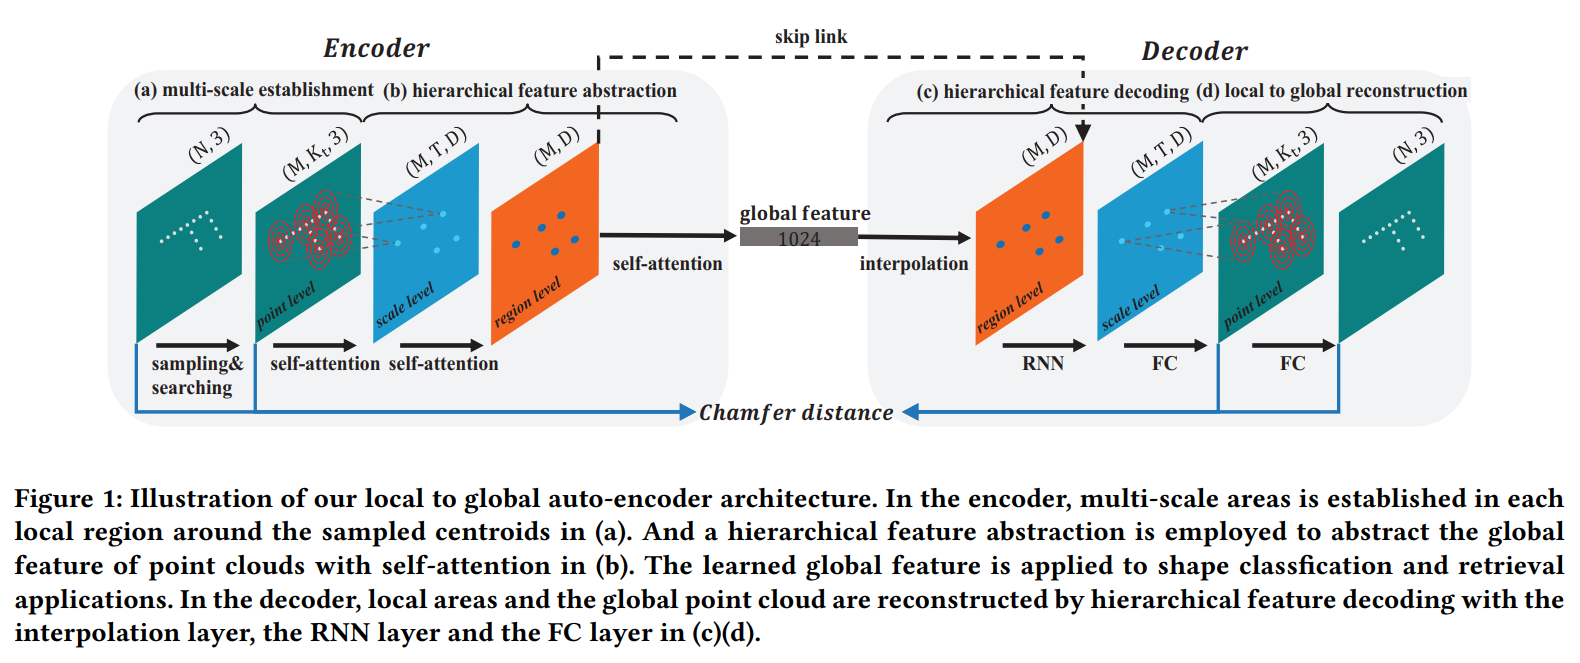 skip link
Encoder
Decoder
(a) multi-scale establishment (b) hierarchical feature abstraction
(c) hierarchical feature decoding (d) local to global reconstruction
(N, 3)
(M, Kt, 3)
(M, T, D)
(M, D)
(M, D)
(M, T, D)
(M, Kt, 3)
(N, 3)
global feature
1024
self-attention
interpolation
point level
scale level
region level
region level
scale level
point level
sampling&
searching
self-attention
self-attention
RNN
FC
FC
Chamfer distance
Figure 1: Illustration of our local to global auto-encoder architecture. In the encoder, multi-scale areas is established in each
local region around the sampled centroids in (a). And a hierarchical feature abstraction is employed to abstract the global
feature of point clouds with self-attention in (b). The learned global feature is applied to shape classfication and retrieval
applications. In the decoder, local areas and the global point cloud are reconstructed by hierarchical feature decoding with the
interpolation layer, the RNN layer and the FC layer in (c)(d).